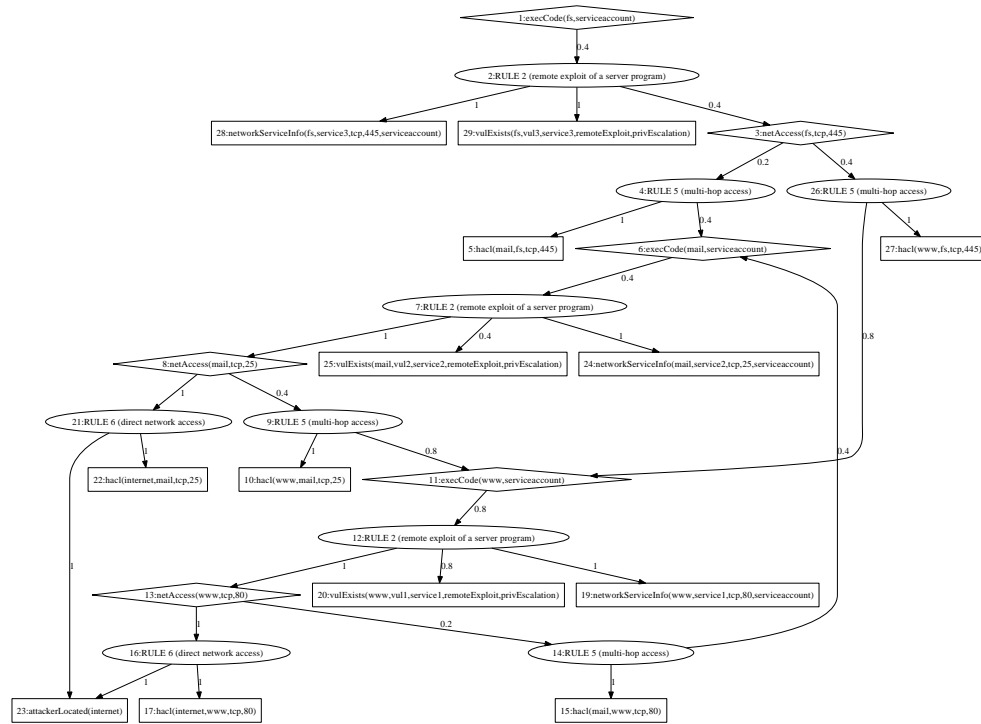 1:execCode(fs,serviceaccount)
0.4
2:RULE 2 (remote exploit of a server program)
1
1
0.4
28:networkServiceInfo(fs,service3,tcp,445,serviceaccount)
29:vulExists(fs,vul3,service3,remoteExploit,privEscalation)
3:netAccess(fs,tcp,445)
0.2
0.4
4:RULE 5 (multi-hop access)
26:RULE 5 (multi-hop access)
1
0.4
1
5:hacl(mail,fs,tcp,445)
6:execCode(mail,serviceaccount)
27:hacl(www,fs,tcp,445)
0.4
7:RULE 2 (remote exploit of a server program)
1
0.4
1
0.8
8:netAccess(mail,tcp,25)
25:vulExists(mail,vul2,service2,remoteExploit,privEscalation)
24:networkServiceInfo(mail,service2,tcp,25,serviceaccount)
1
0.4
21:RULE 6 (direct network access)
9:RULE 5 (multi-hop access)
1
1
0.8
0.4
22:hacl(internet,mail,tcp,25)
10:hacl(www,mail,tcp,25)
11:execCode(www,serviceaccount)
0.8
12:RULE 2 (remote exploit of a server program)
1
1
0.8
1
13:netAccess(www,tcp,80)
20:vulExists(www,vul1,service1,remoteExploit,privEscalation)
19:networkServiceInfo(www,service1,tcp,80,serviceaccount)
1
0.2
16:RULE 6 (direct network access)
14:RULE 5 (multi-hop access)
1
1
1
23:attackerLocated(internet)
17:hacl(internet,www,tcp,80)
15:hacl(mail,www,tcp,80)